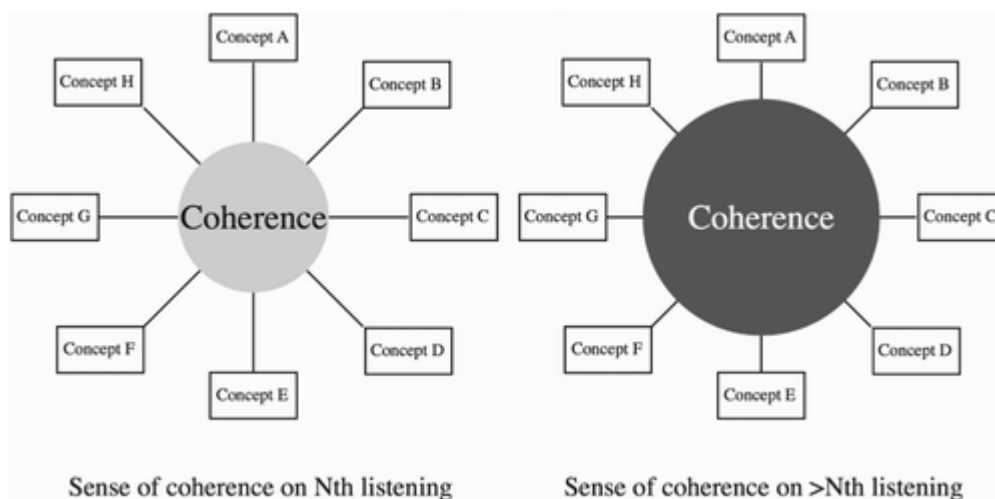 Concept A
Concept H
Concept B
Concept G
Coherence
Concept C
Concept F
Concept D
Concept E
Sense of coherence on Nth listening
Concept A
Concept H
Concept B
Concept G
Coherence
Concept C
Concept F
Concept D
Concept E
Sense of coherence on >Nth listening